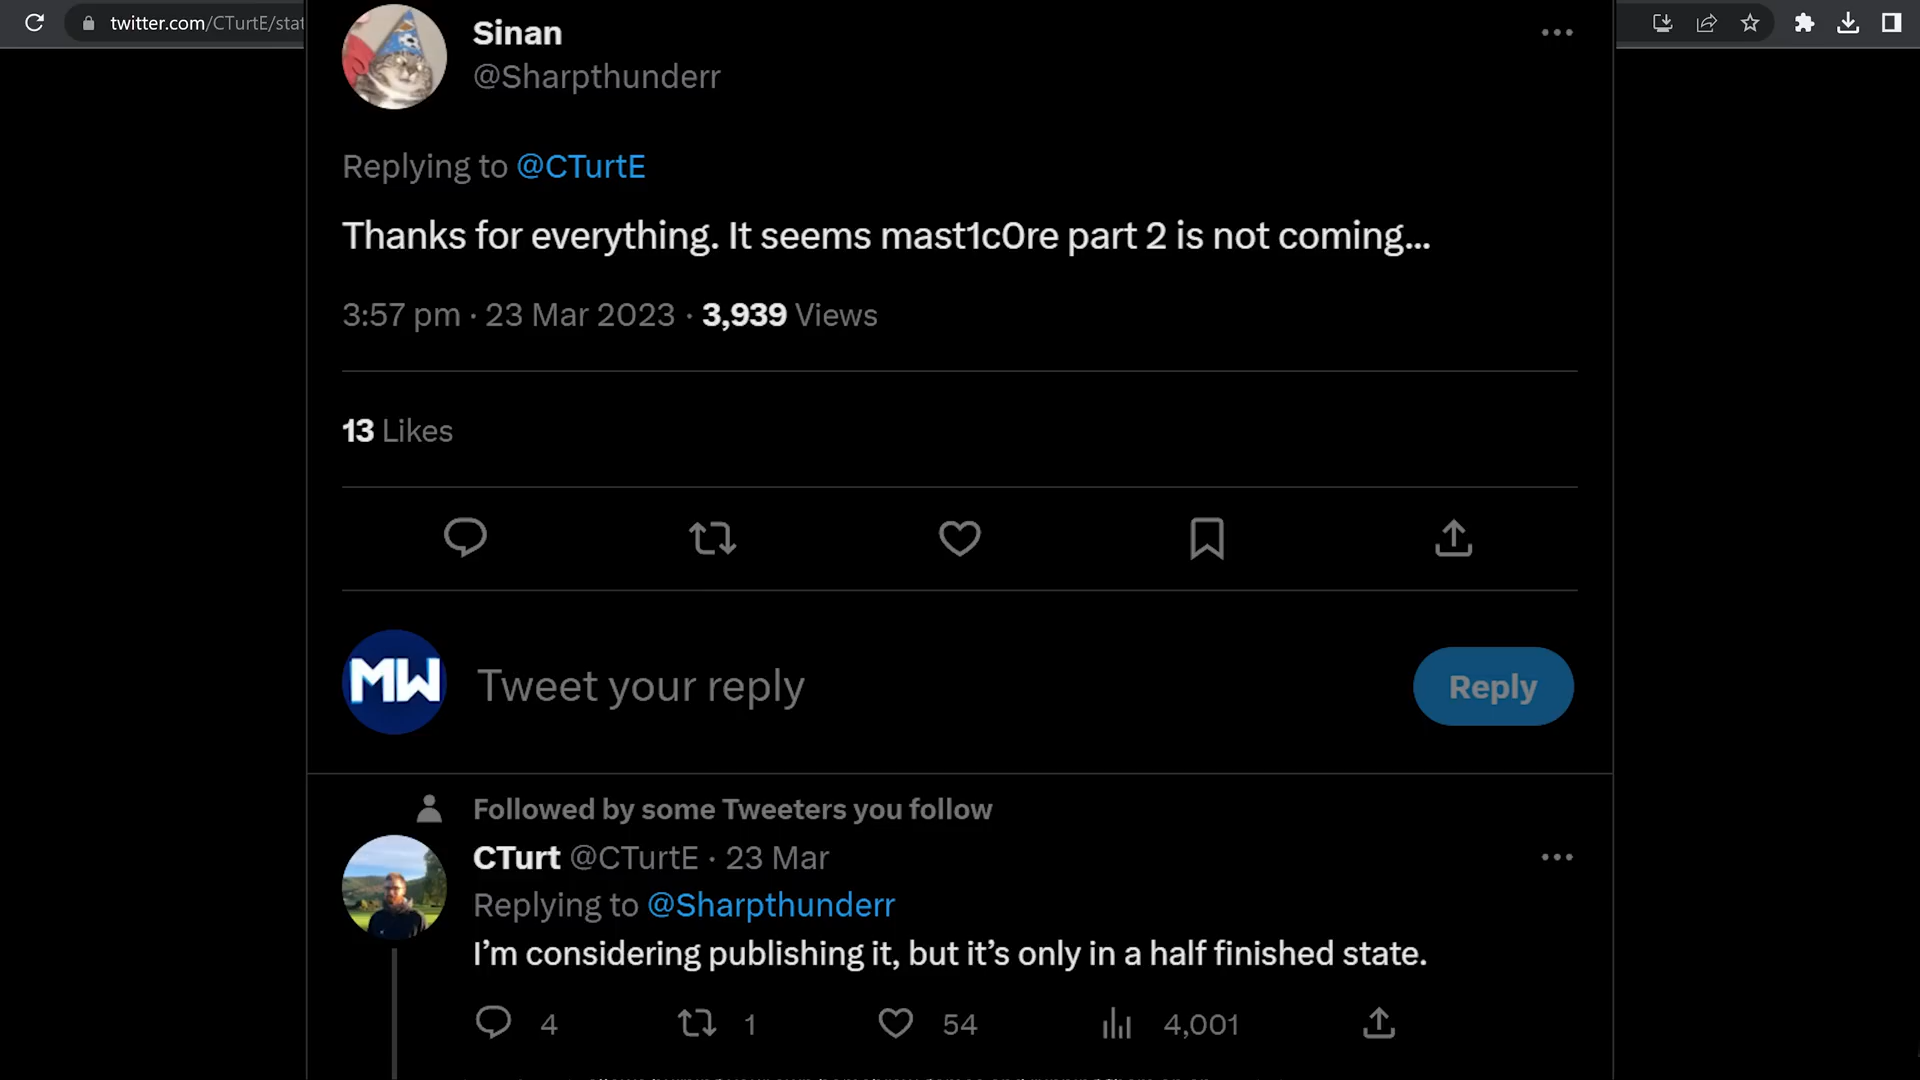 twitter.com/CTurtE/stat
Sinan
@Sharpthunderr
Replying to @CTurtE
Thanks for everything. It seems mast1c0re part 2 is not coming...
3:57 pm · 23 Mar 2023 · 3,939 Views
13 Likes
MW
Tweet your reply
Reply
Followed by some Tweeters you follow
CTurt @CTurtE · 23 Mar
Replying to @Sharpthunderr
I'm considering publishing it, but it's only in a half finished state.
4 1 54 4,001